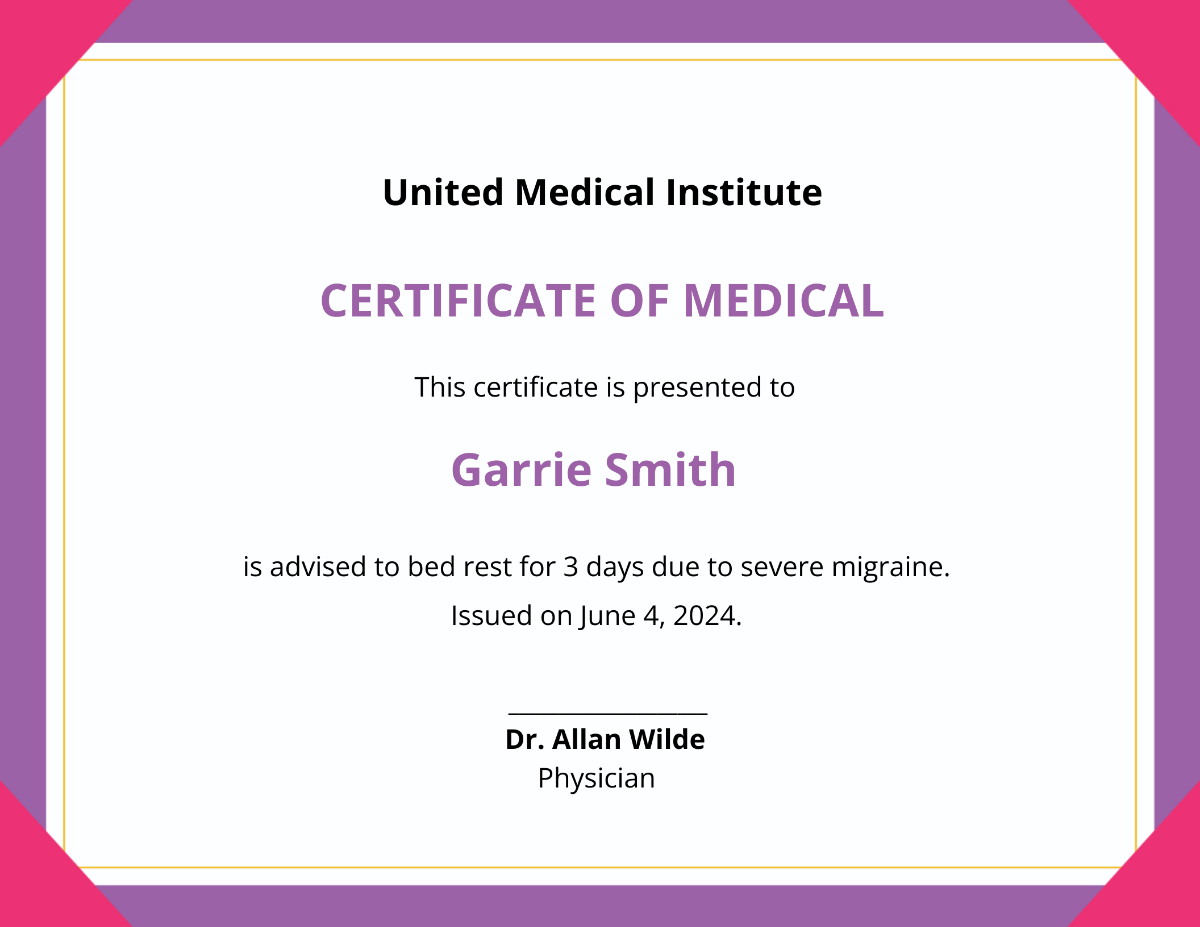 United Medical Institute
CERTIFICATE OF MEDICAL
This certificate is presented to
Garrie Smith
is advised to bed rest for 3 days due to severe migraine.
Issued on June 4, 2024.
Dr. Allan Wilde
Physician